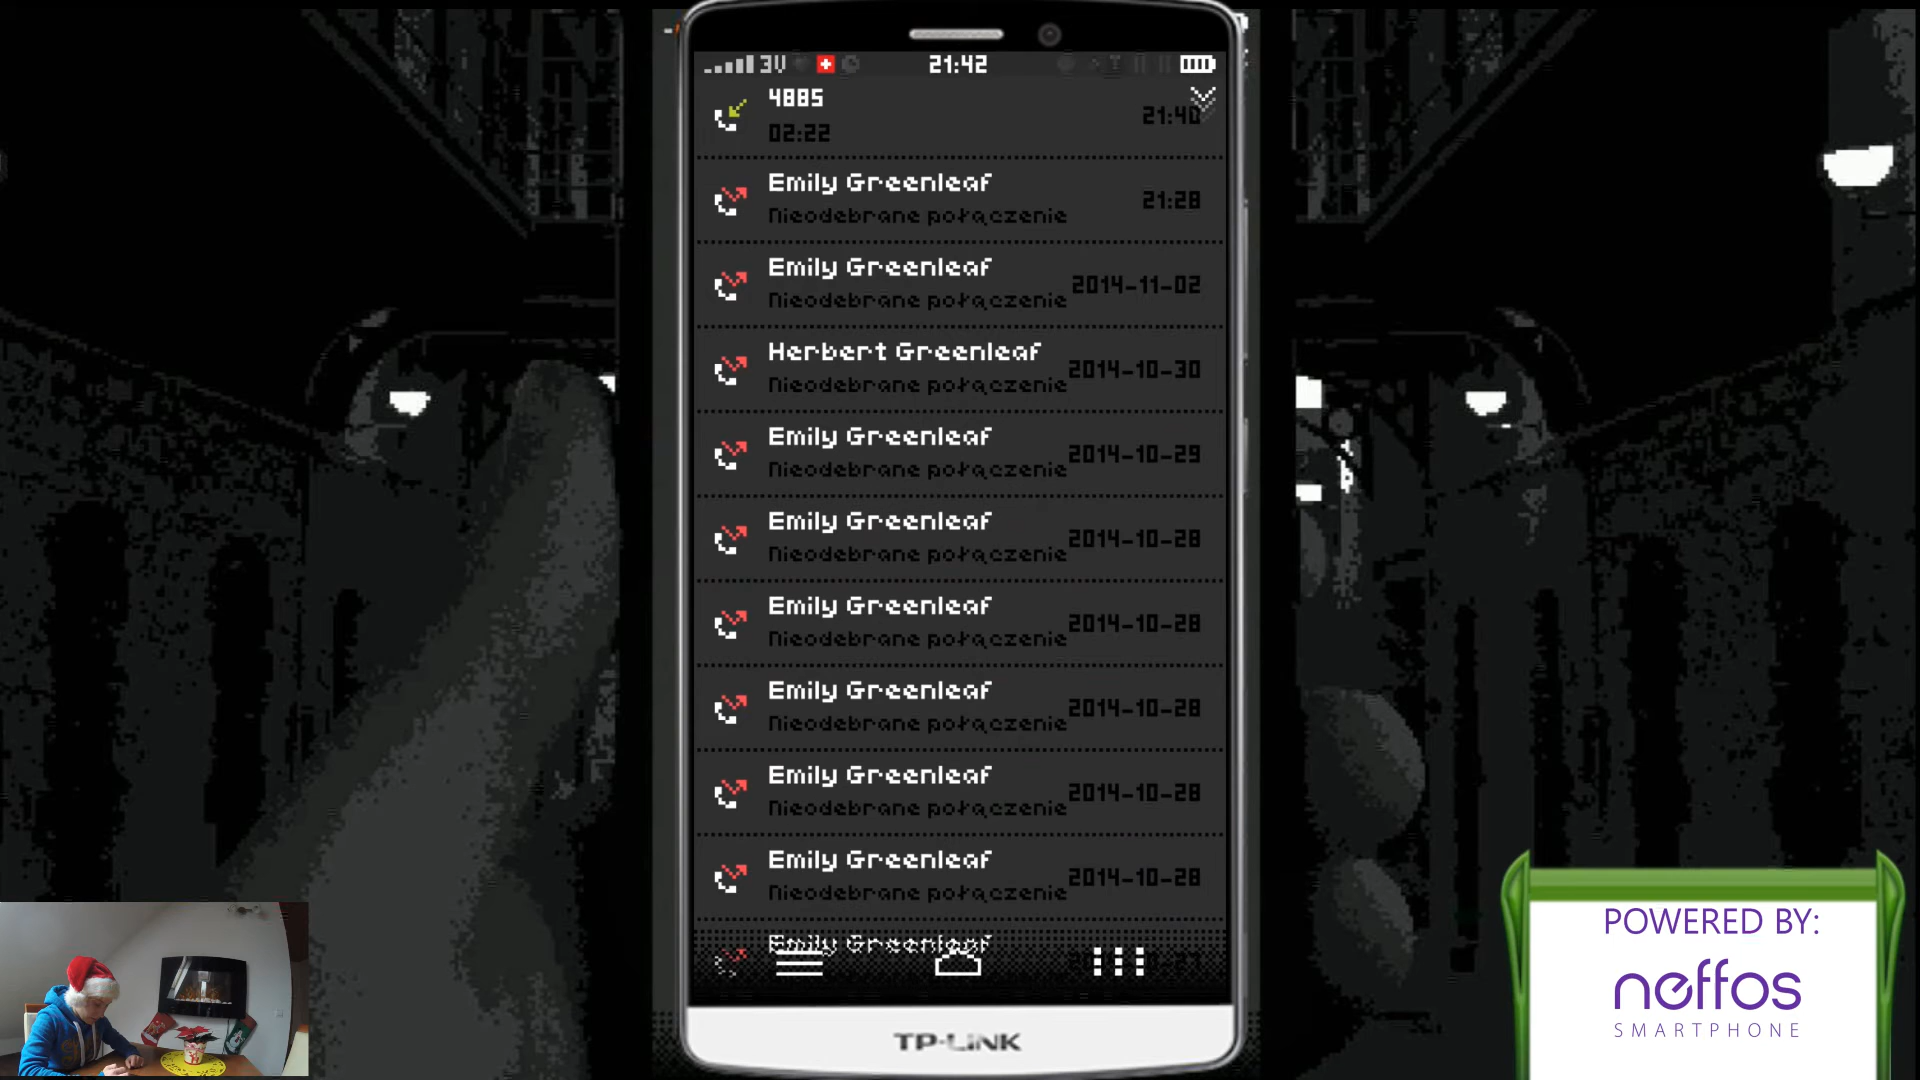 3V 21:42
4885
02:22
21:40
Emily Greenleaf
Nieodebrane połączenie
21:28
Emily Greenleaf
Nieodebrane połączenie
2014-11-02
Herbert Greenleaf
Nieodebrane połączenie
2014-10-30
Emily Greenleaf
Nieodebrane połączenie
2014-10-29
Emily Greenleaf
Nieodebrane połączenie
2014-10-28
Emily Greenleaf
Nieodebrane połączenie
2014-10-28
Emily Greenleaf
Nieodebrane połączenie
2014-10-28
Emily Greenleaf
Nieodebrane połączenie
2014-10-28
Emily Greenleaf
Nieodebrane połączenie
2014-10-28
Emily Greenleaf
TP-LINK
POWERED BY:
neffos
SMARTPHONE